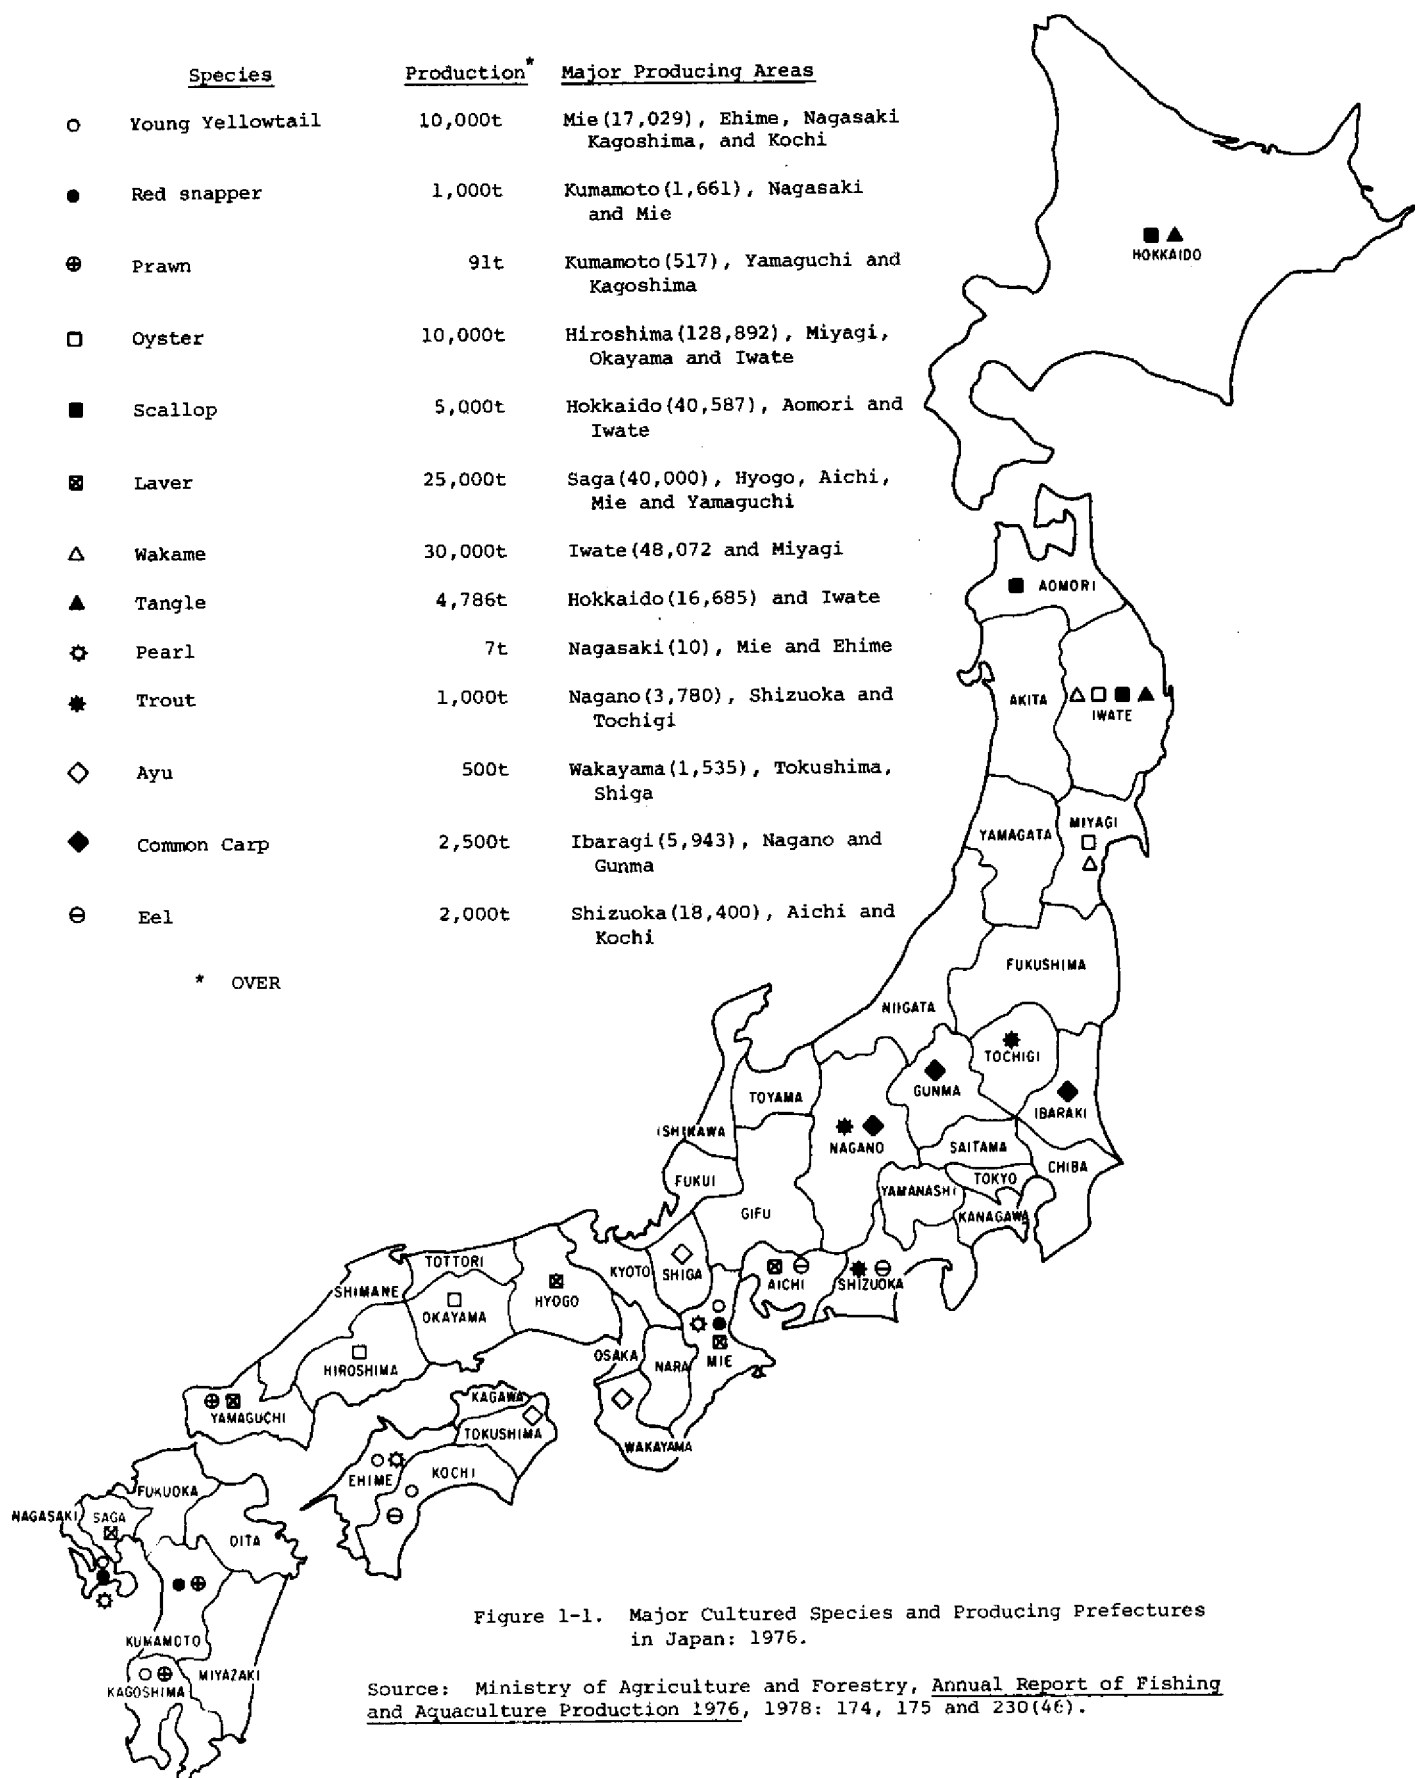 Species Production* Major Producing Areas
Young Yellowtail 10,000t Mie(17,029), Ehime, Nagasaki
Kagoshima, and Kochi
Red snapper 1,000t Kumamoto(1,661), Nagasaki
and Mie
Prawn 91t Kumamoto(517), Yamaguchi and
Kagoshima
Oyster 10,000t Hiroshima(128,892), Miyagi,
Okayama and Iwate
Scallop 5,000t Hokkaido(40,587), Aomori and
Iwate
Laver 25,000t Saga(40,000), Hyogo, Aichi,
Mie and Yamaguchi
Wakame 30,000t Iwate(48,072 and Miyagi
Tangle 4,786t Hokkaido(16,685) and Iwate
Pearl 7t Nagasaki(10), Mie and Ehime
Trout 1,000t Nagano(3,780), Shizuoka and
Tochigi
Ayu 500t Wakayama(1,535), Tokushima,
Shiga
Common Carp 2,500t Ibaragi(5,943), Nagano and
Gunma
Eel 2,000t Shizuoka(18,400), Aichi and
Kochi
* OVER
HOKKAIDO
AOMORI
AKITA
IWATE
YAMAGATA
MIYAGI
FUKUSHIMA
NIIGATA
TOCHIGI
GUNMA
IBARAKI
TOYAMA
ISHIKAWA
NAGANO
SAITAMA
CHIBA
FUKUI
TOKYO
YAMANASHI
KANAGAWA
GIFU
TOTTORI
KYOTO
SHIGA
AICHI
SHIZUOKA
SHIMANE
HYOGO
OKAYAMA
HIROSHIMA
OSAKA
NARA
MIE
KAGAWA
YAMAGUCHI
TOKUSHIMA
WAKAYAMA
EHIME
KOCHI
FUKUOKA
NAGASAKI
SAGA
OITA
KUMAMOTO
MIYAZAKI
KAGOSHIMA
Figure 1-1. Major Cultured Species and Producing Prefectures
in Japan: 1976.
Source: Ministry of Agriculture and Forestry, Annual Report of Fishing
and Aquaculture Production 1976, 1978: 174, 175 and 230(46).